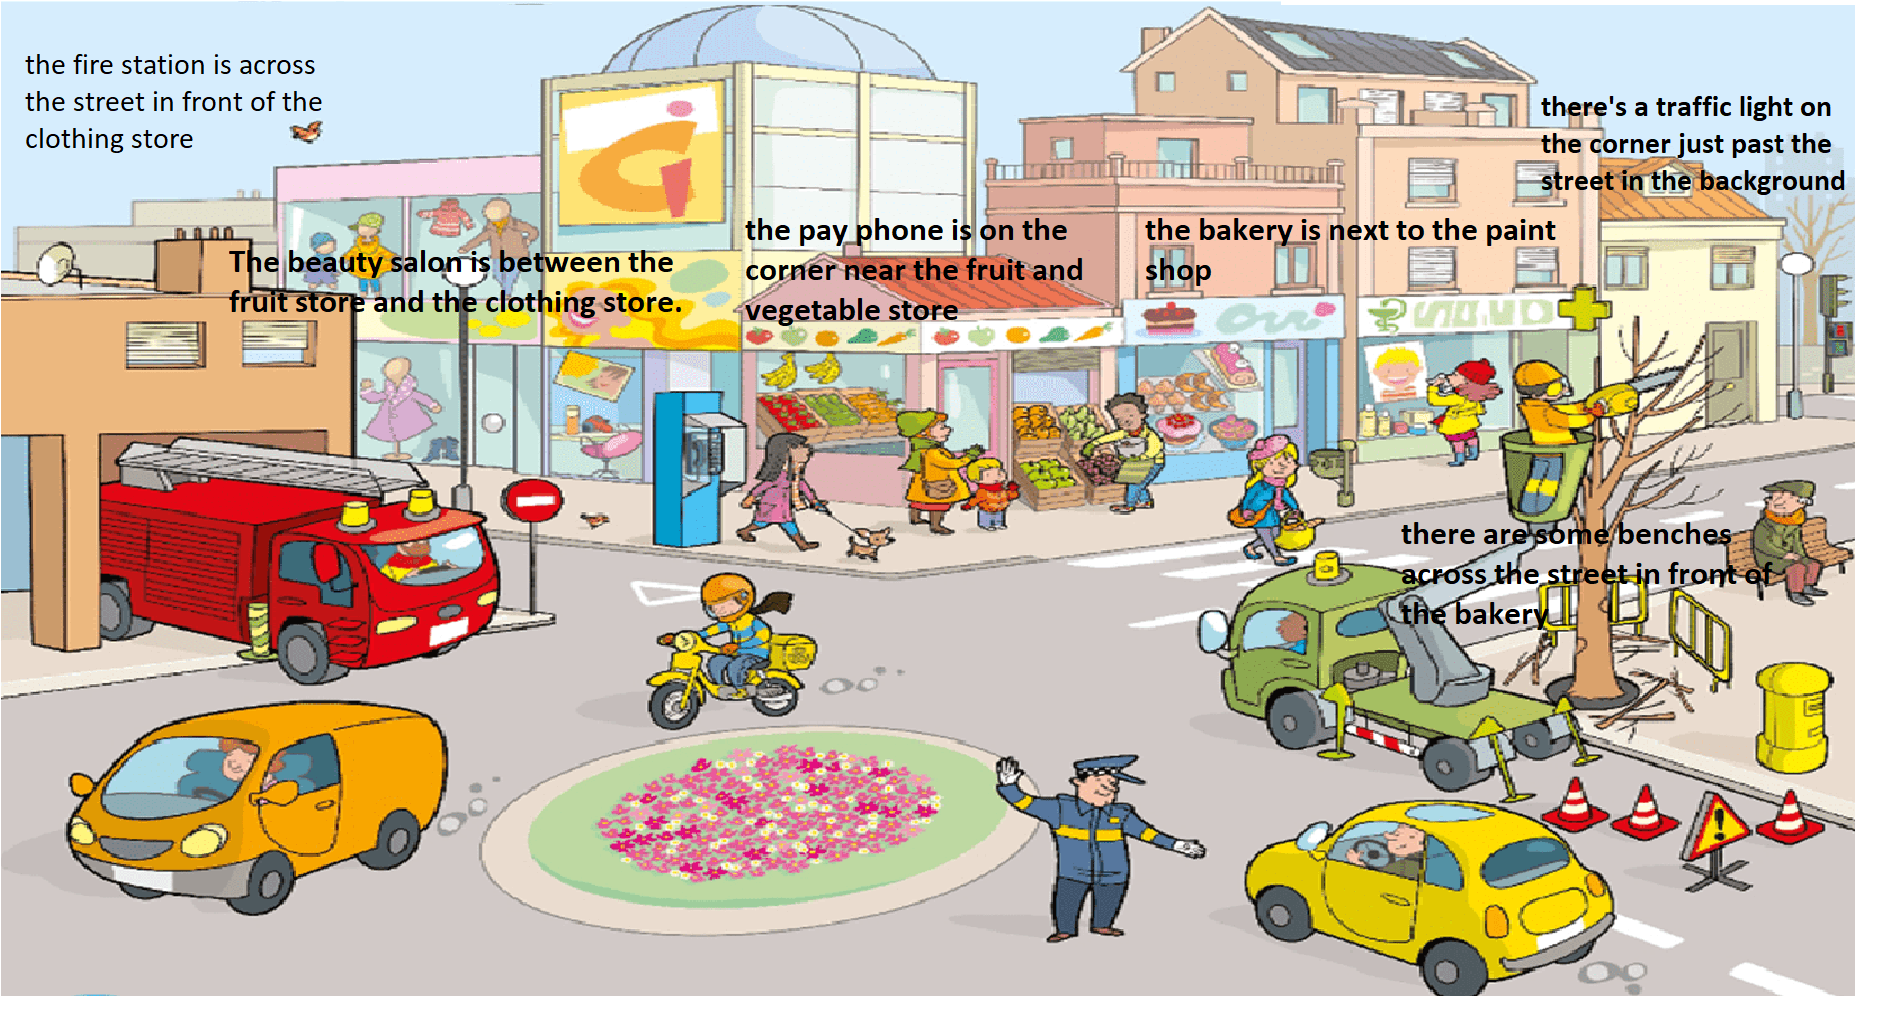 the fire station is across
the street in front of the
clothing store
The beauty salon is between the
fruit store and the clothing store.
the pay phone is on the
corner near the fruit and
vegetable store
the bakery is next to the paint
shop
there's a traffic light on
the corner just past the
street in the background
there are some benches
across the street in front of
the bakery